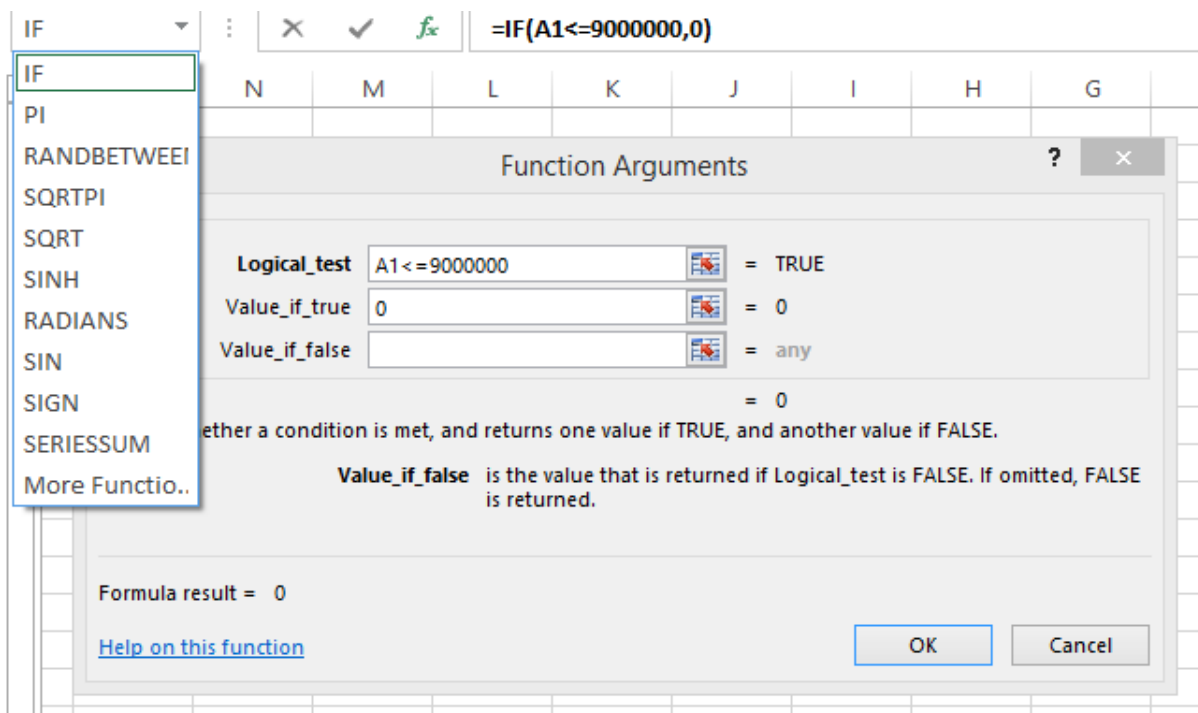 IF fx =IF(A1<=9000000,0)
IF
PI
RANDBETWEEN
SQRTPI
SQRT
SINH
RADIANS
SIN
SIGN
SERIESSUM
More Functio..
N M L K J I H G
Function Arguments ? ×
Logical_test A1<=9000000 = TRUE
Value_if_true 0 = 0
Value_if_false = any
= 0
ether a condition is met, and returns one value if TRUE, and another value if FALSE.
Value_if_false is the value that is returned if Logical_test is FALSE. If omitted, FALSE
is returned.
Formula result = 0
Help on this function OK Cancel